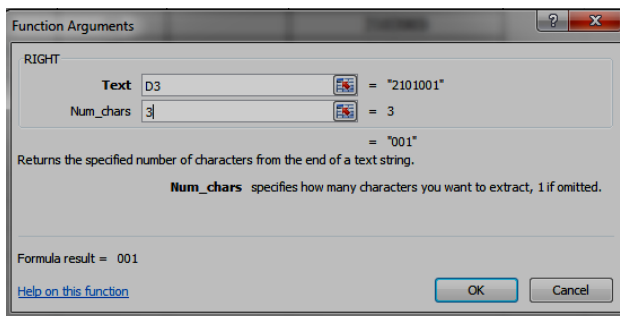 Function Arguments
RIGHT
Text D3 = "2101001"
Num_chars 3 = 3
= "001"
Returns the specified number of characters from the end of a text string.
Num_chars specifies how many characters you want to extract, 1 if omitted.
Formula result = 001
Help on this function OK Cancel